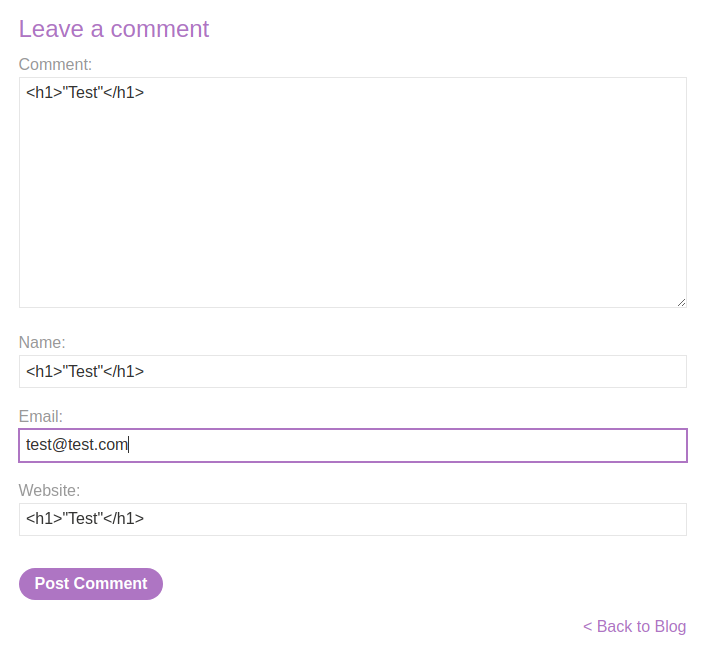 Leave a comment
Comment:
<h1>"Test"</h1>
Name:
<h1>"Test"</h1>
Email:
test@test.com
Website:
<h1>"Test"</h1>
Post Comment
< Back to Blog